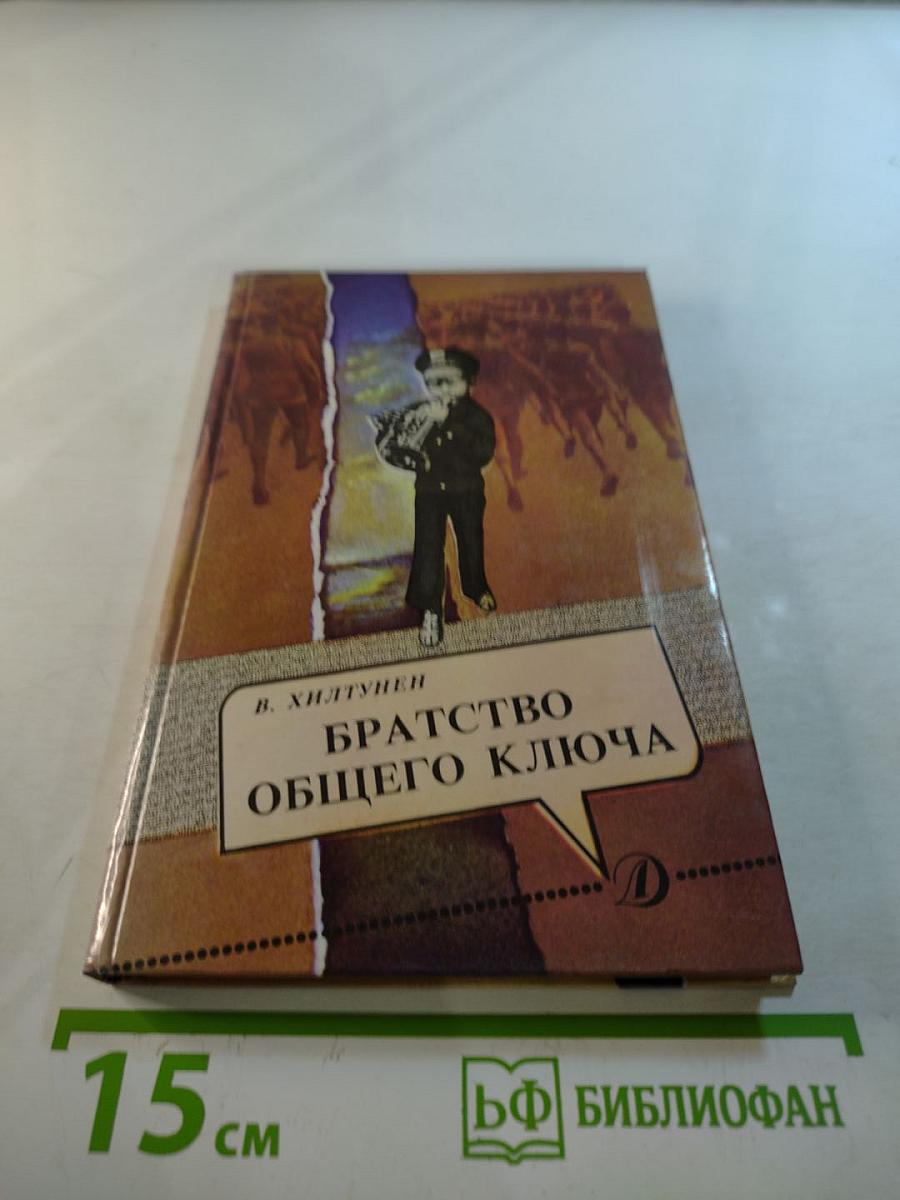 В. ХИЛТУНЕН
БРАТСТВО
ОБЩЕГО КЛЮЧА
Д
15 см
ЬФ БИБЛИОФАН